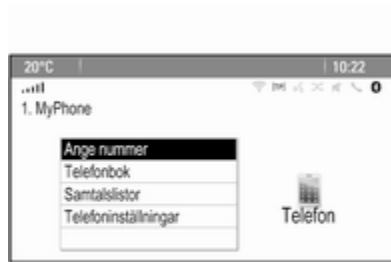 20°C 10:22
1. MyPhone
Ange nummer
Telefonbok
Samtalslistor
Telefoninställningar
Telefon